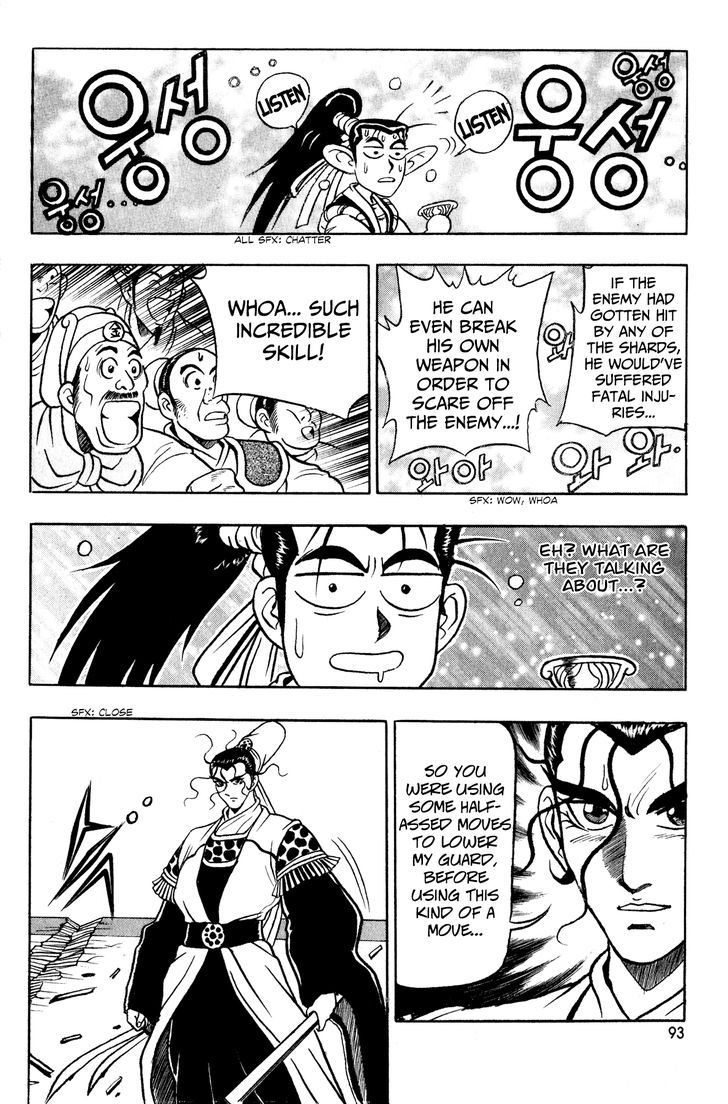 웅성
LISTEN
LISTEN
웅성
웅성
웅성
ALL SFX: CHATTER
IF THE
ENEMY HAD
GOTTEN HIT
BY ANY OF
THE SHARDS,
HE WOULD'VE
SUFFERED
FATAL INJU-
RIES...
HE CAN
EVEN BREAK
HIS OWN
WEAPON IN
ORDER TO
SCARE OFF
THE ENEMY...!
와
와아
와
와
SFX: WOW, WHOA
WHOA... SUCH
INCREDIBLE
SKILL!
EH? WHAT ARE
THEY TALKING
ABOUT...?
SO YOU
WERE USING
SOME HALF-
ASSED MOVES
TO LOWER
MY GUARD,
BEFORE
USING THIS
KIND OF A
MOVE...
SFX: CLOSE
93